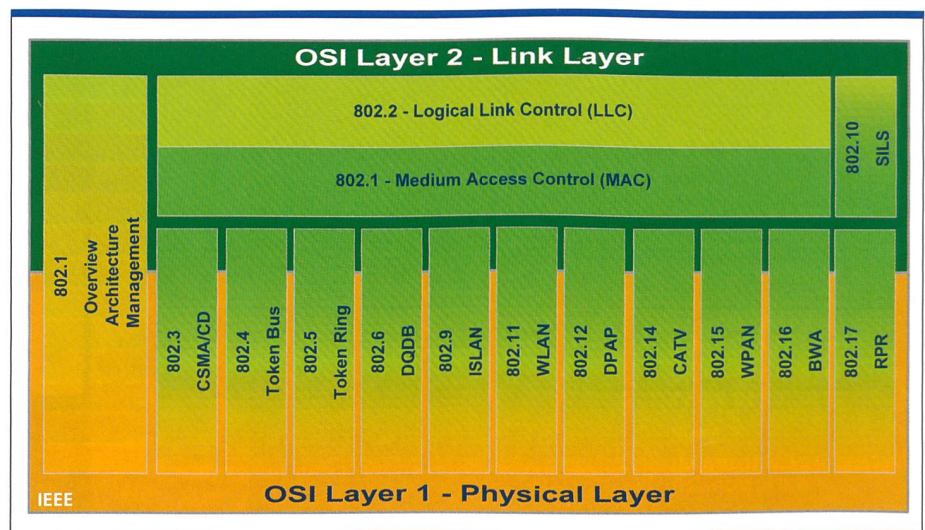 OSI Layer 2 - Link Layer
802.1
Overview
Architecture
Management
802.2 - Logical Link Control (LLC)
802.1 - Medium Access Control (MAC)
802.10
SILS
802.3
CSMA/CD
802.4
Token Bus
802.5
Token Ring
802.6
DQDB
802.9
ISLAN
802.11
WLAN
802.12
DPAP
802.14
CATV
802.15
WPAN
802.16
BWA
802.17
RPR
IEEE
OSI Layer 1 - Physical Layer